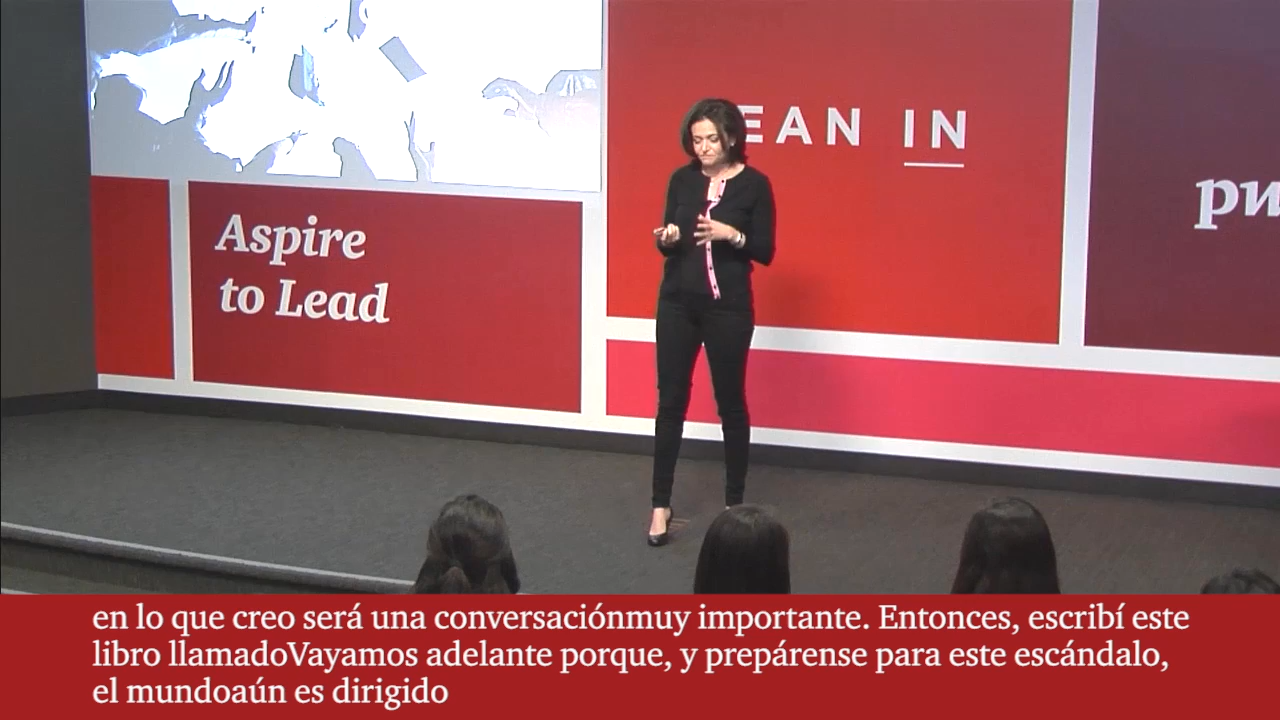 EAN IN
Aspire
to Lead
en lo que creo será una conversaciónmuy importante. Entonces, escribí este
libro llamadoVayamos adelante porque, y prepárense para este escándalo,
el mundoaún es dirigido